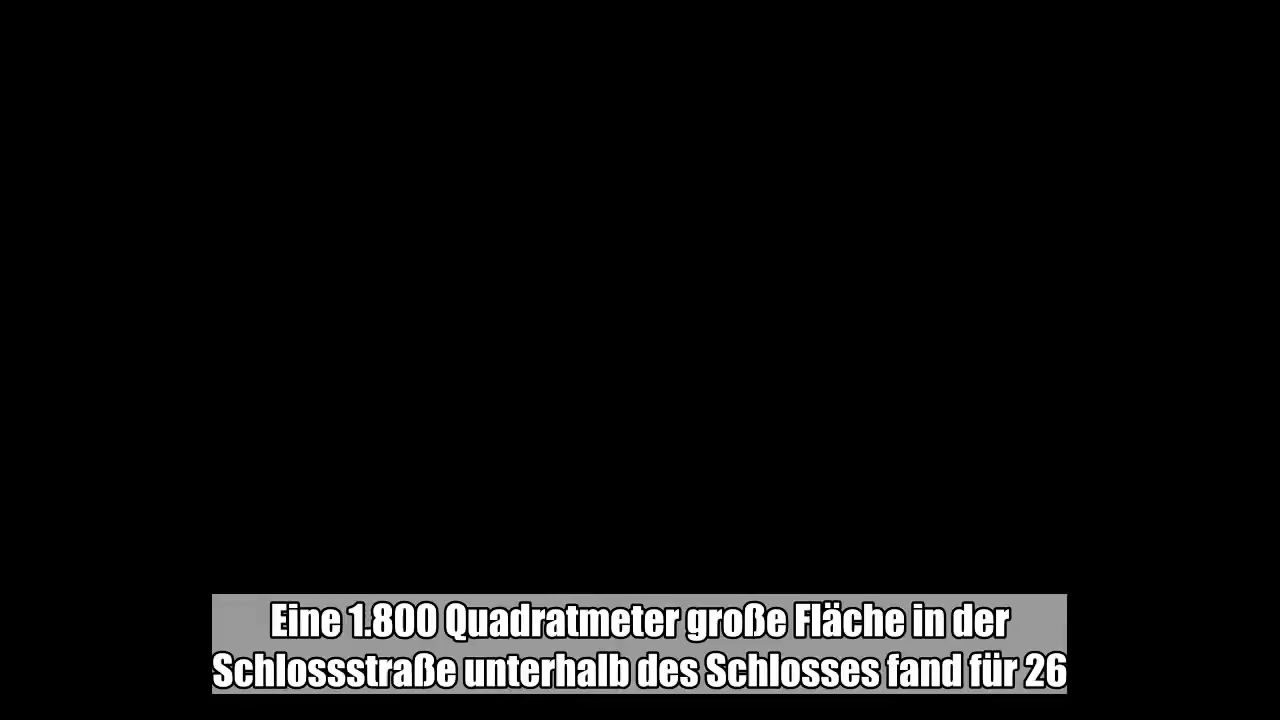 Eine 1.800 Quadratmeter große Fläche in der
Schlossstraße unterhalb des Schlosses fand für 26